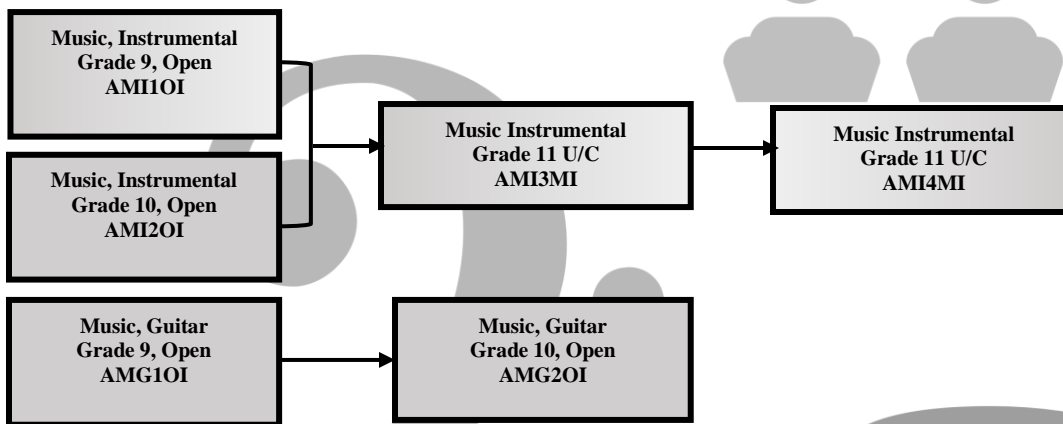 Music, Instrumental
Grade 9, Open
AMI1OI
Music, Instrumental
Grade 10, Open
AMI2OI
Music Instrumental
Grade 11 U/C
AMI3MI
Music Instrumental
Grade 11 U/C
AMI4MI
Music, Guitar
Grade 9, Open
AMG1OI
Music, Guitar
Grade 10, Open
AMG2OI